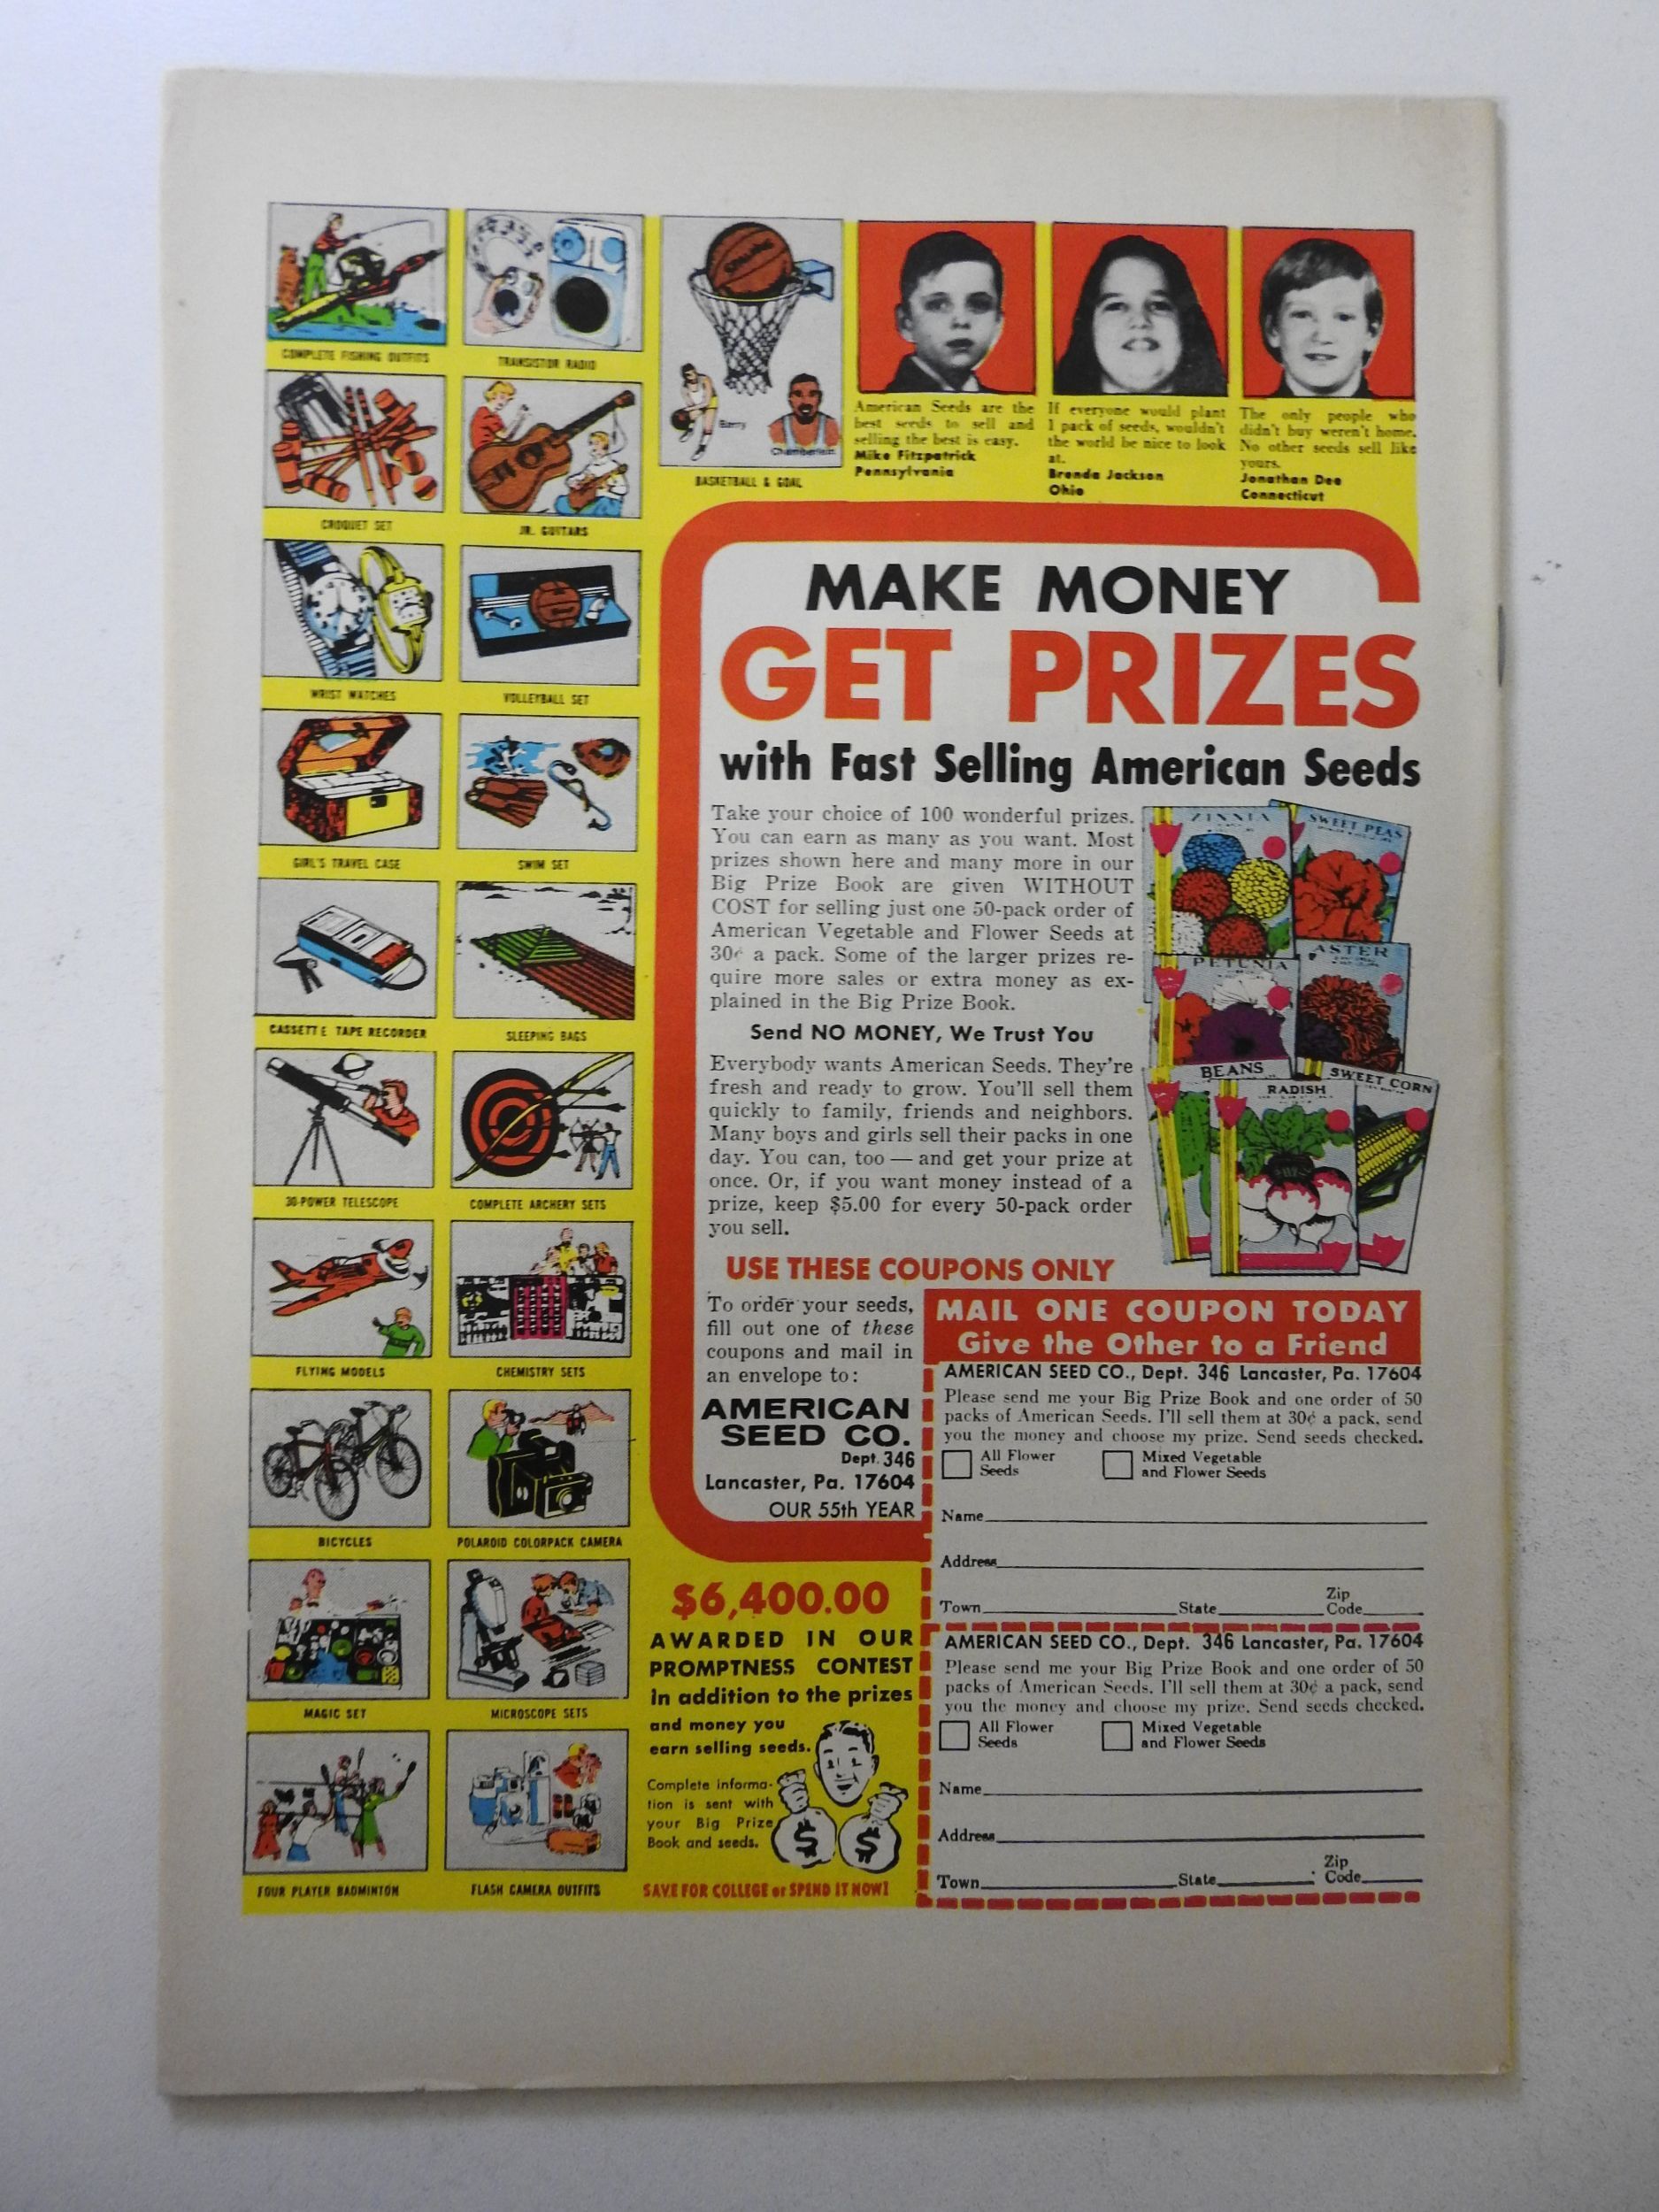 COMPLETE FISHING OUTFITS
TRANSISTOR RADIO
CROQUET SET
JR. GUITARS
WRIST WATCHES
VOLLEYBALL SET
GIRL'S TRAVEL CASE
SWIM SET
CASSETTE TAPE RECORDER
SLEEPING BAGS
30-POWER TELESCOPE
COMPLETE ARCHERY SETS
FLYING MODELS
CHEMISTRY SETS
BICYCLES
POLAROID COLORPACK CAMERA
MAGIC SET
MICROSCOPE SETS
FOUR PLAYER BADMINTON
FLASH CAMERA OUTFITS
Barry
Chamberlain
BASKETBALL & GOAL
American Seeds are the
best seeds to sell and
selling the best is easy.
Mike Fitzpatrick
Pennsylvania
If everyone would plant
1 pack of seeds, wouldn't
the world be nice to look
at.
Brenda Jackson
Ohio
The only people who
didn't buy weren't home.
No other seeds sell like
yours.
Jonathan Dee
Connecticut
MAKE MONEY
GET PRIZES
with Fast Selling American Seeds
Take your choice of 100 wonderful prizes.
You can earn as many as you want. Most
prizes shown here and many more in our
Big Prize Book are given WITHOUT
COST for selling just one 50-pack order of
American Vegetable and Flower Seeds at
30¢ a pack. Some of the larger prizes re-
quire more sales or extra money as ex-
plained in the Big Prize Book.
Send NO MONEY, We Trust You
Everybody wants American Seeds. They're
fresh and ready to grow. You'll sell them
quickly to family, friends and neighbors.
Many boys and girls sell their packs in one
day. You can, too — and get your prize at
once. Or, if you want money instead of a
prize, keep $5.00 for every 50-pack order
you sell.
ZINNIA
SWEET PEAS
PETUNIA
ASTER
BEANS
RADISH
SWEET CORN
USE THESE COUPONS ONLY
To order your seeds,
fill out one of these
coupons and mail in
an envelope to:
AMERICAN
SEED CO.
Dept. 346
Lancaster, Pa. 17604
OUR 55th YEAR
MAIL ONE COUPON TODAY
Give the Other to a Friend
AMERICAN SEED CO., Dept. 346 Lancaster, Pa. 17604
Please send me your Big Prize Book and one order of 50
packs of American Seeds. I'll sell them at 30¢ a pack, send
you the money and choose my prize. Send seeds checked.
All Flower Seeds
Mixed Vegetable and Flower Seeds
Name
Address
Town State Zip Code
AMERICAN SEED CO., Dept. 346 Lancaster, Pa. 17604
Please send me your Big Prize Book and one order of 50
packs of American Seeds. I'll sell them at 30¢ a pack, send
you the money and choose my prize. Send seeds checked.
All Flower Seeds
Mixed Vegetable and Flower Seeds
Name
Address
Town State Zip Code
$6,400.00
AWARDED IN OUR
PROMPTNESS CONTEST
in addition to the prizes
and money you
earn selling seeds.
Complete informa-
tion is sent with
your Big Prize
Book and seeds.
$ $
SAVE FOR COLLEGE or SPEND IT NOW!